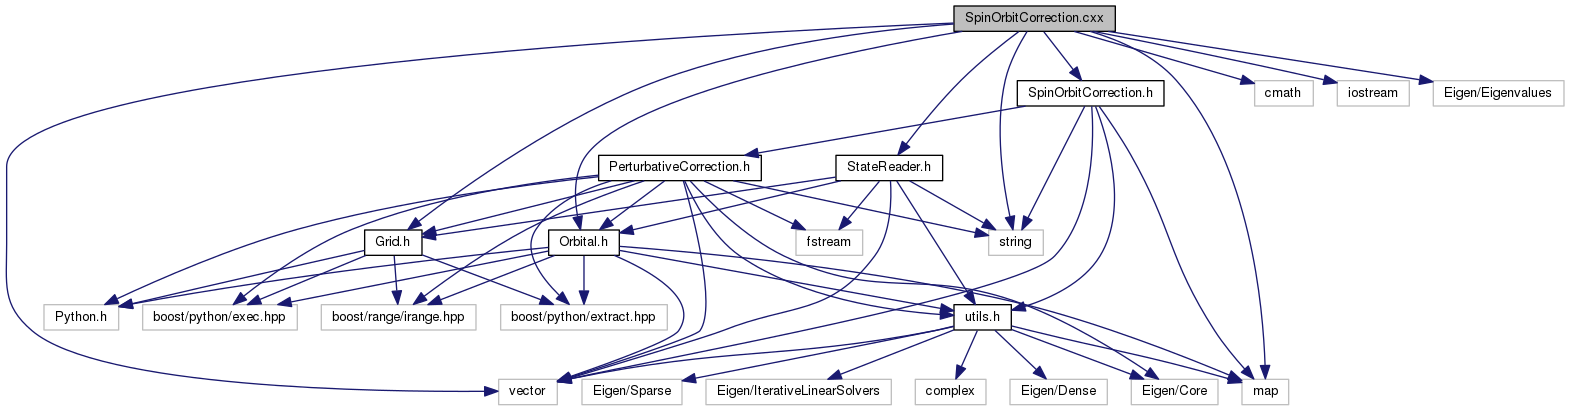 SpinOrbitCorrection.cxx
SpinOrbitCorrection.h
cmath
iostream
Eigen/Eigenvalues
PerturbativeCorrection.h
StateReader.h
Grid.h
Orbital.h
fstream
string
Python.h
boost/python/exec.hpp
boost/range/irange.hpp
boost/python/extract.hpp
utils.h
vector
Eigen/Sparse
Eigen/IterativeLinearSolvers
complex
Eigen/Dense
Eigen/Core
map